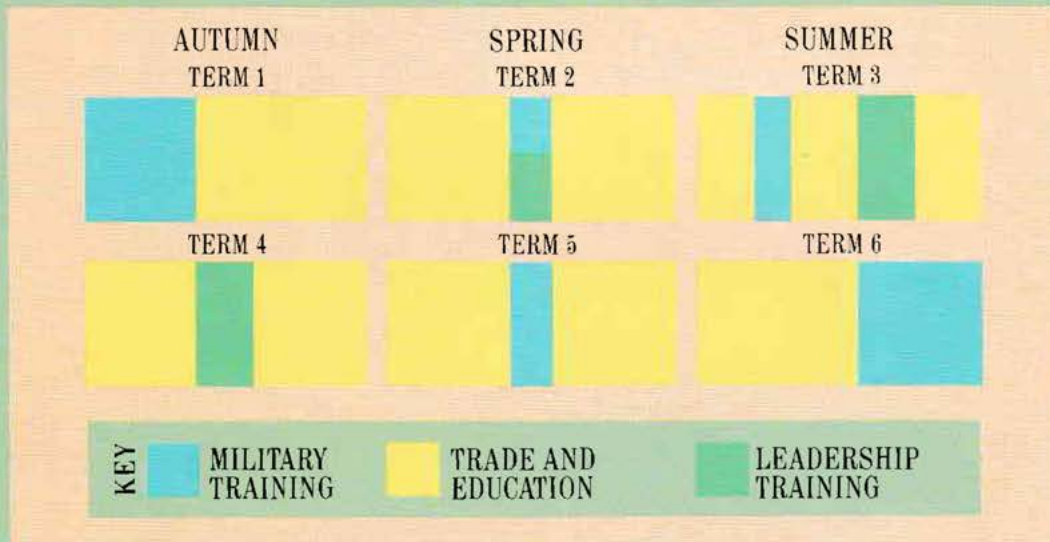 AUTUMN
SPRING
SUMMER
TERM 1
TERM 2
TERM 3
TERM 4
TERM 5
TERM 6
KEY
MILITARY
TRAINING
TRADE AND
EDUCATION
LEADERSHIP
TRAINING